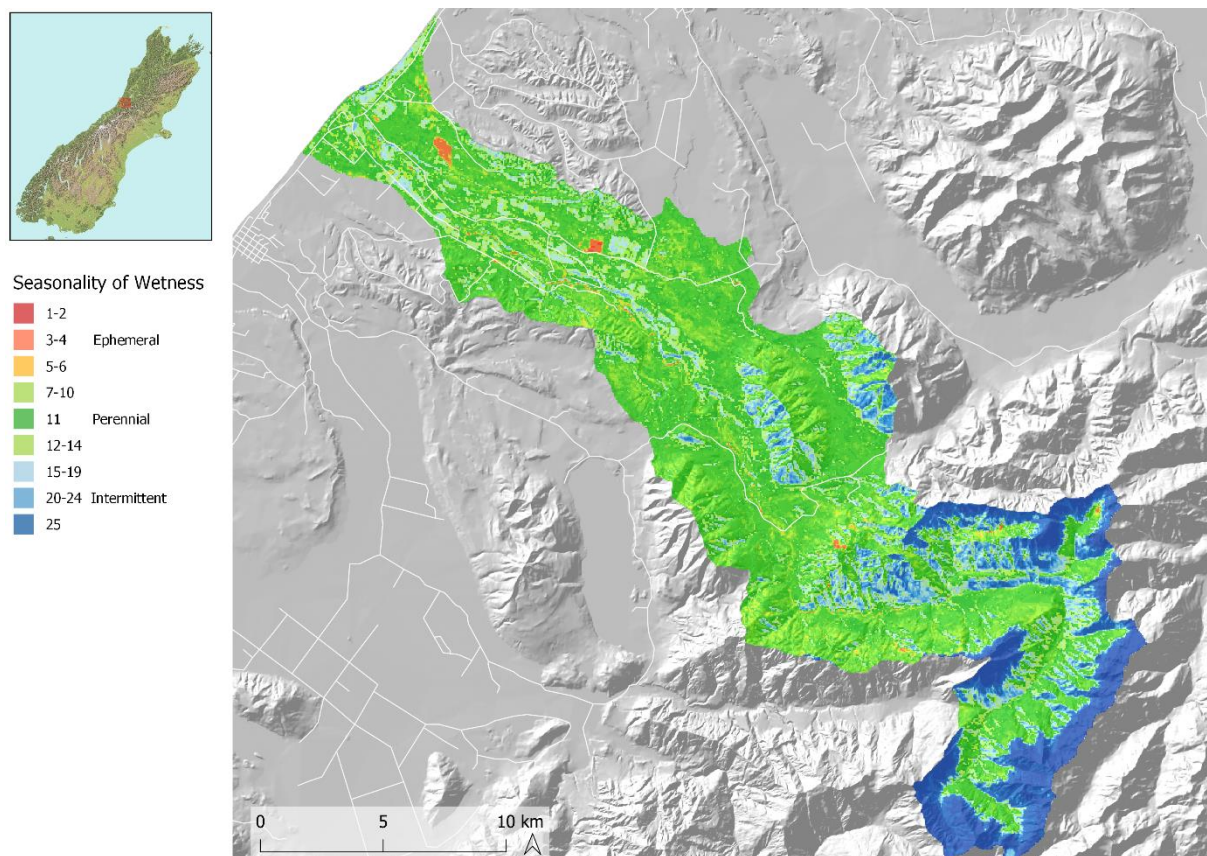 Seasonality of Wetness
1-2
3-4 Ephemeral
5-6
7-10
11 Perennial
12-14
15-19
20-24 Intermittent
25
0 5 10 km